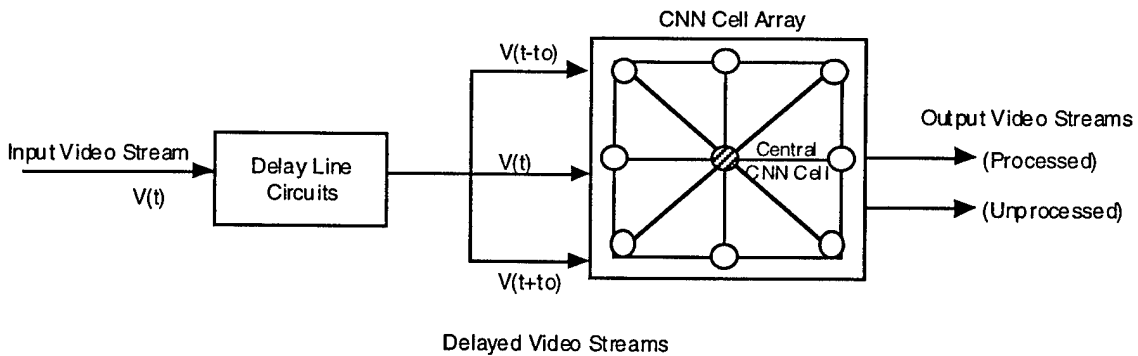 CNN Cell Array
V(t-to)
Input Video Stream
V(t)
Delay Line
Circuits
V(t)
V(t+to)
Central
CNN Cell
Output Video Streams
(Processed)
(Unprocessed)
Delayed Video Streams